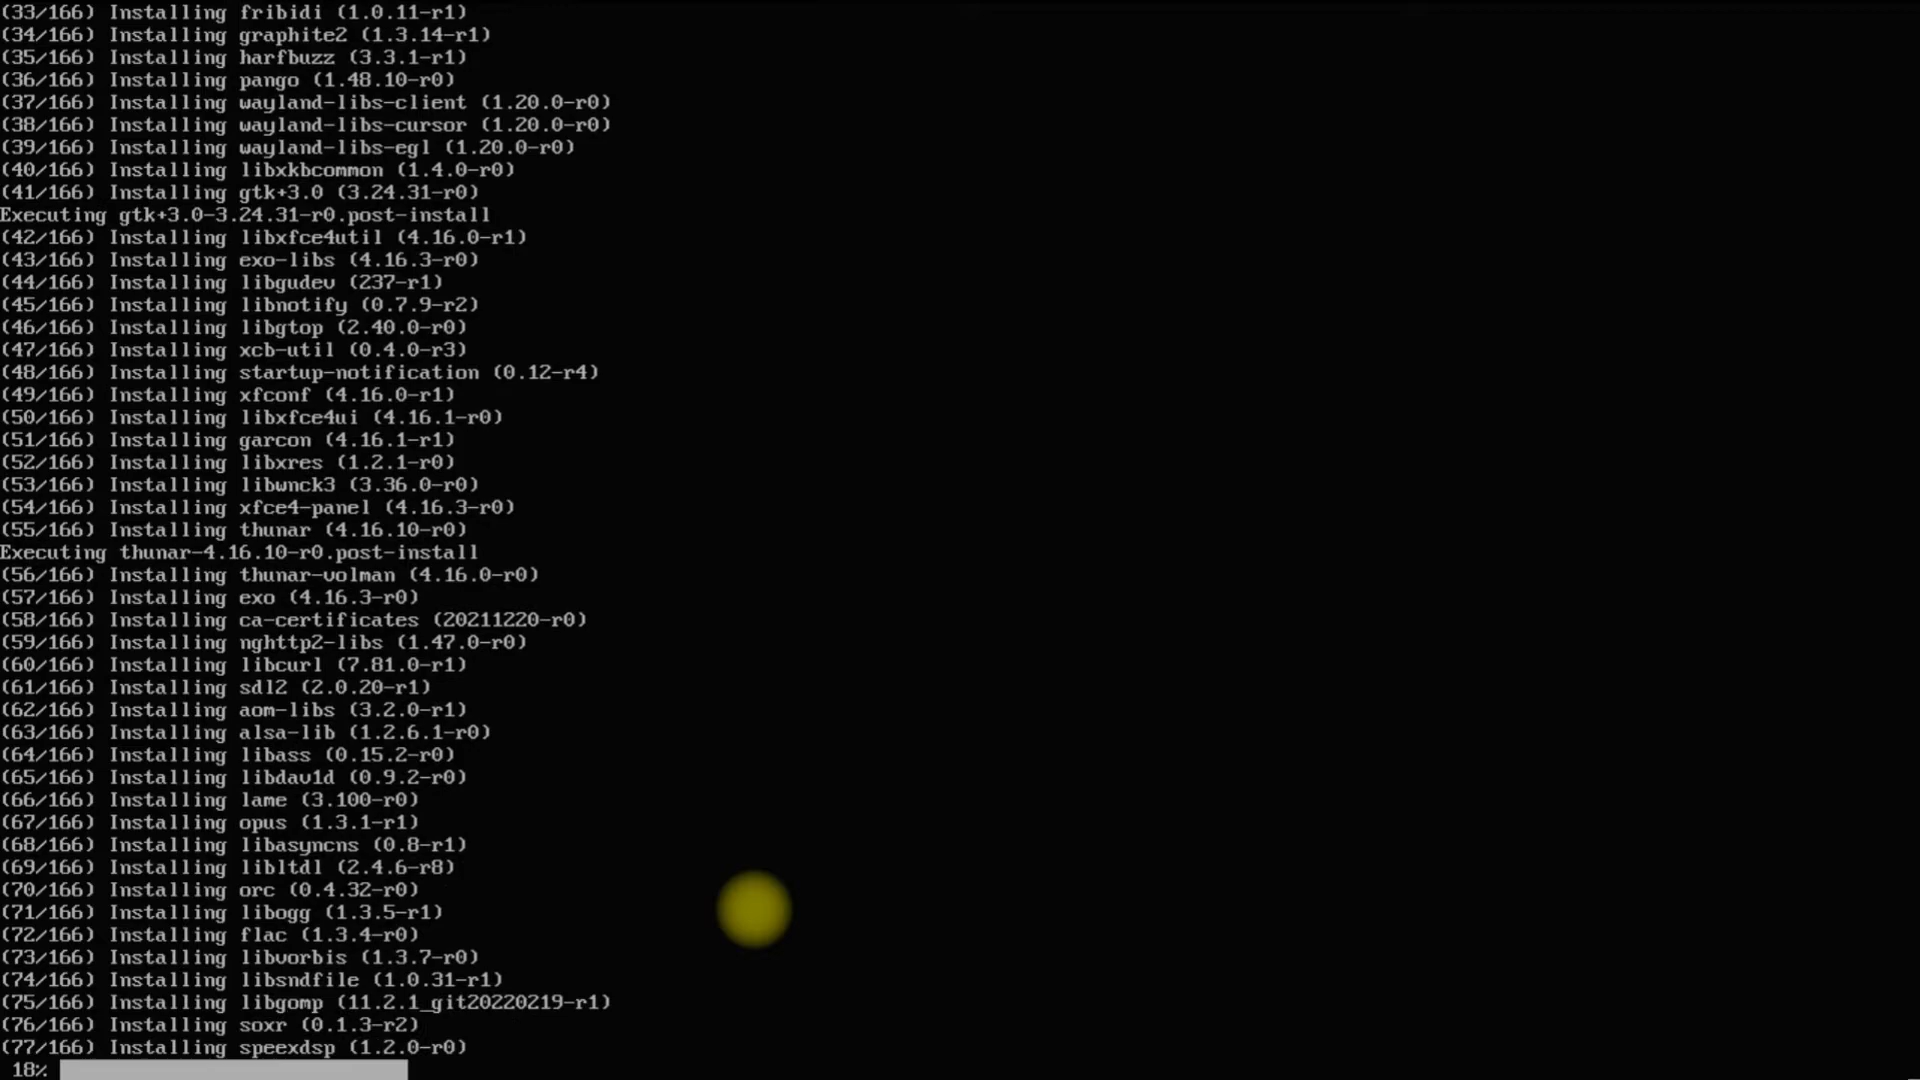 (33/166) Installing fribidi (1.0.11-r1)
(34/166) Installing graphite2 (1.3.14-r1)
(35/166) Installing harfbuzz (3.3.1-r1)
(36/166) Installing pango (1.48.10-r0)
(37/166) Installing wayland-libs-client (1.20.0-r0)
(38/166) Installing wayland-libs-cursor (1.20.0-r0)
(39/166) Installing wayland-libs-egl (1.20.0-r0)
(40/166) Installing libxkbcommon (1.4.0-r0)
(41/166) Installing gtk+3.0 (3.24.31-r0)
Executing gtk+3.0-3.24.31-r0.post-install
(42/166) Installing libxfce4util (4.16.0-r1)
(43/166) Installing exo-libs (4.16.3-r0)
(44/166) Installing libgudev (237-r1)
(45/166) Installing libnotify (0.7.9-r2)
(46/166) Installing libgtop (2.40.0-r0)
(47/166) Installing xcb-util (0.4.0-r3)
(48/166) Installing startup-notification (0.12-r4)
(49/166) Installing xfconf (4.16.0-r1)
(50/166) Installing libxfce4ui (4.16.1-r0)
(51/166) Installing garcon (4.16.1-r1)
(52/166) Installing libxres (1.2.1-r0)
(53/166) Installing libwnck3 (3.36.0-r0)
(54/166) Installing xfce4-panel (4.16.3-r0)
(55/166) Installing thunar (4.16.10-r0)
Executing thunar-4.16.10-r0.post-install
(56/166) Installing thunar-volman (4.16.0-r0)
(57/166) Installing exo (4.16.3-r0)
(58/166) Installing ca-certificates (20211220-r0)
(59/166) Installing nghttp2-libs (1.47.0-r0)
(60/166) Installing libcurl (7.81.0-r1)
(61/166) Installing sdl2 (2.0.20-r1)
(62/166) Installing aom-libs (3.2.0-r1)
(63/166) Installing alsa-lib (1.2.6.1-r0)
(64/166) Installing libass (0.15.2-r0)
(65/166) Installing libdav1d (0.9.2-r0)
(66/166) Installing lame (3.100-r0)
(67/166) Installing opus (1.3.1-r1)
(68/166) Installing libasyncns (0.8-r1)
(69/166) Installing libltdl (2.4.6-r8)
(70/166) Installing orc (0.4.32-r0)
(71/166) Installing libogg (1.3.5-r1)
(72/166) Installing flac (1.3.4-r0)
(73/166) Installing libvorbis (1.3.7-r0)
(74/166) Installing libsndfile (1.0.31-r1)
(75/166) Installing libgomp (11.2.1_git20220219-r1)
(76/166) Installing soxr (0.1.3-r2)
(77/166) Installing speexdsp (1.2.0-r0)
18%